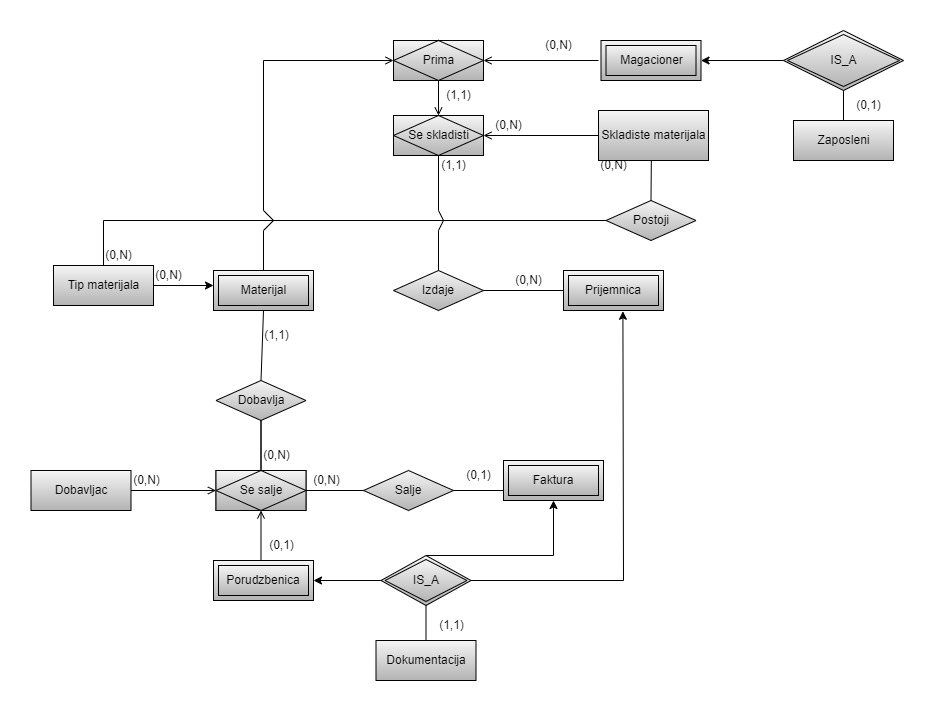 (0,N)
Prima
Magacioner
IS_A
(1,1)
(0,1)
Se skladisti
(0,N)
Skladiste materijala
Zaposleni
(1,1)
(0,N)
Postoji
(0,N)
Tip materijala
(0,N)
Materijal
Izdaje
(0,N)
Prijemnica
(1,1)
Dobavlja
(0,N)
Dobavljac
(0,N)
Se salje
(0,N)
Salje
(0,1)
Faktura
(0,1)
Porudzbenica
IS_A
(1,1)
Dokumentacija